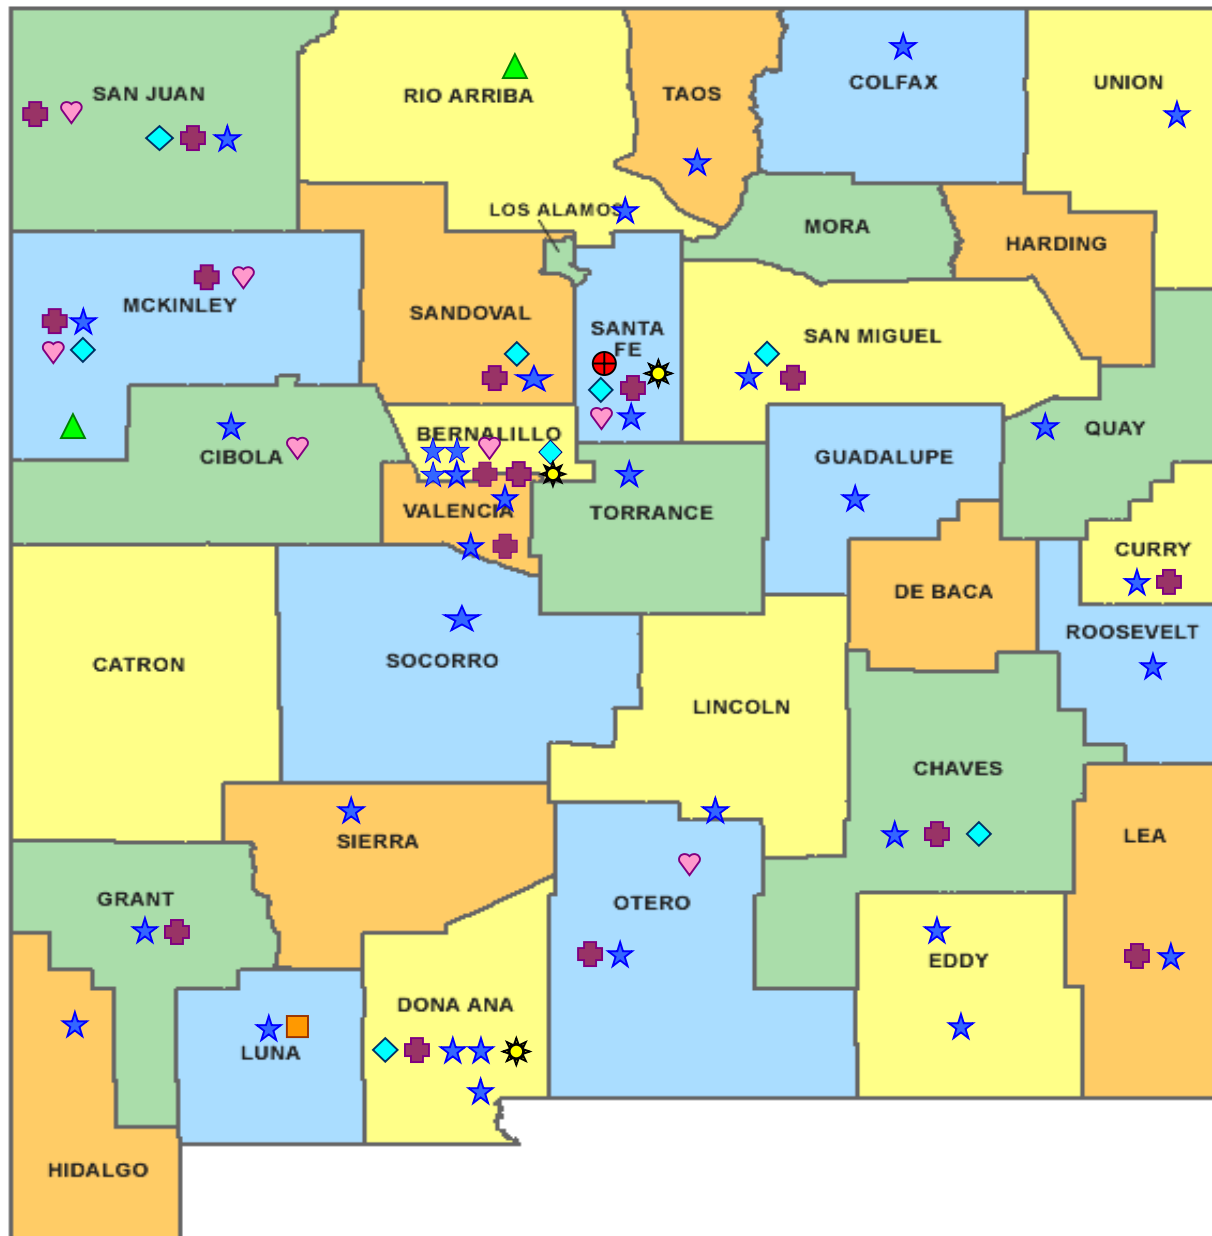 SAN JUAN
RIO ARRIBA
TAOS
COLFAX
UNION
LOS ALAMOS
MORA
HARDING
MCKINLEY
SANDOVAL
SANTA
FE
SAN MIGUEL
QUAY
BERNALILLO
CIBOLA
GUADALUPE
VALENCIA
TORRANCE
CURRY
DE BACA
ROOSEVELT
CATRON
SOCORRO
LINCOLN
CHAVES
SIERRA
LEA
GRANT
OTERO
EDDY
DONA ANA
LUNA
HIDALGO